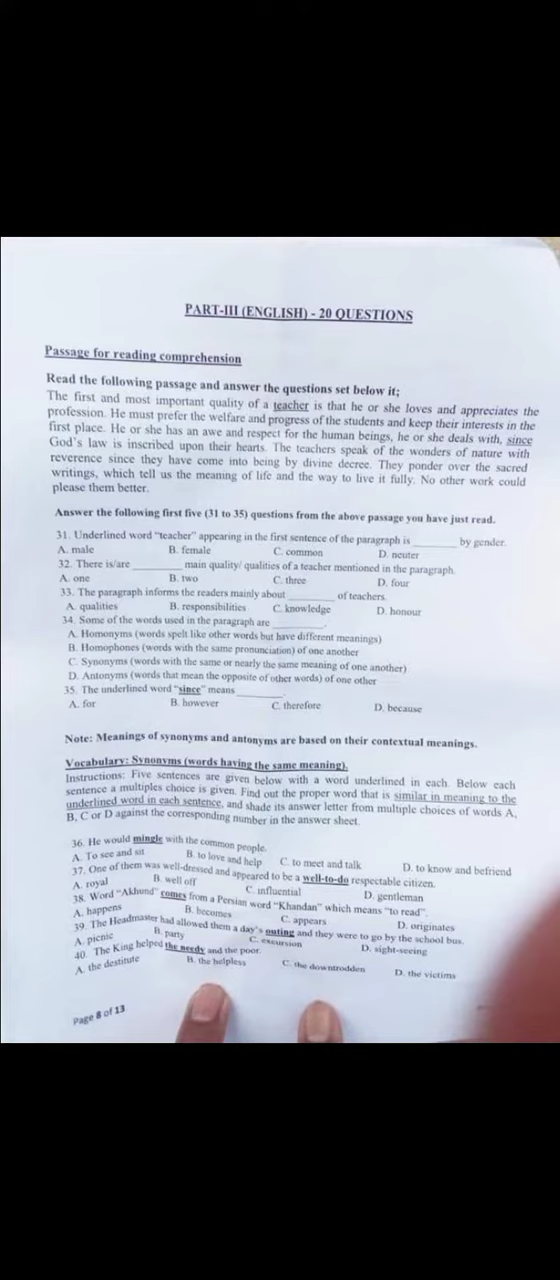 PART-III (ENGLISH) - 20 QUESTIONS
Passage for reading comprehension
Read the following passage and answer the questions set below it;
The first and most important quality of a teacher is that he or she loves and appreciates the
profession. He must prefer the welfare and progress of the students and keep their interests in the
first place. He or she has an awe and respect for the human beings, he or she deals with, since
God's law is inscribed upon their hearts. The teachers speak of the wonders of nature with
reverence since they have come into being by divine decree. They ponder over the sacred
writings, which tell us the meaning of life and the way to live it fully. No other work could
please them better.
Answer the following first five (31 to 35) questions from the above passage you have just read.
31. Underlined word "teacher" appearing in the first sentence of the paragraph is ______ by gender.
A. male B. female C. common D. neuter
32. There is/are ______ main quality/ qualities of a teacher mentioned in the paragraph.
A. one B. two C. three D. four
33. The paragraph informs the readers mainly about ______ of teachers.
A. qualities B. responsibilities C. knowledge D. honour
34. Some of the words used in the paragraph are ______.
A. Homonyms (words spelt like other words but have different meanings)
B. Homophones (words with the same pronunciation) of one another
C. Synonyms (words with the same or nearly the same meaning of one another)
D. Antonyms (words that mean the opposite of other words) of one other
35. The underlined word "since" means ______.
A. for B. however C. therefore D. because
Note: Meanings of synonyms and antonyms are based on their contextual meanings.
Vocabulary: Synonyms (words having the same meaning).
Instructions: Five sentences are given below with a word underlined in each. Below each
sentence a multiples choice is given. Find out the proper word that is similar in meaning to the
underlined word in each sentence, and shade its answer letter from multiple choices of words A,
B, C or D against the corresponding number in the answer sheet.
36. He would mingle with the common people.
A. To see and sit B. to love and help C. to meet and talk D. to know and befriend
37. One of them was well-dressed and appeared to be a well-to-do respectable citizen.
A. royal B. well off C. influential D. gentleman
38. Word "Akhund" comes from a Persian word "Khandan" which means "to read".
A. happens B. becomes C. appears D. originates
39. The Headmaster had allowed them a day's outing and they were to go by the school bus.
A. picnic B. party C. excursion D. sight-seeing
40. The King helped the needy and the poor.
A. the destitute B. the helpless C. the downtrodden D. the victims
Page 8 of 13